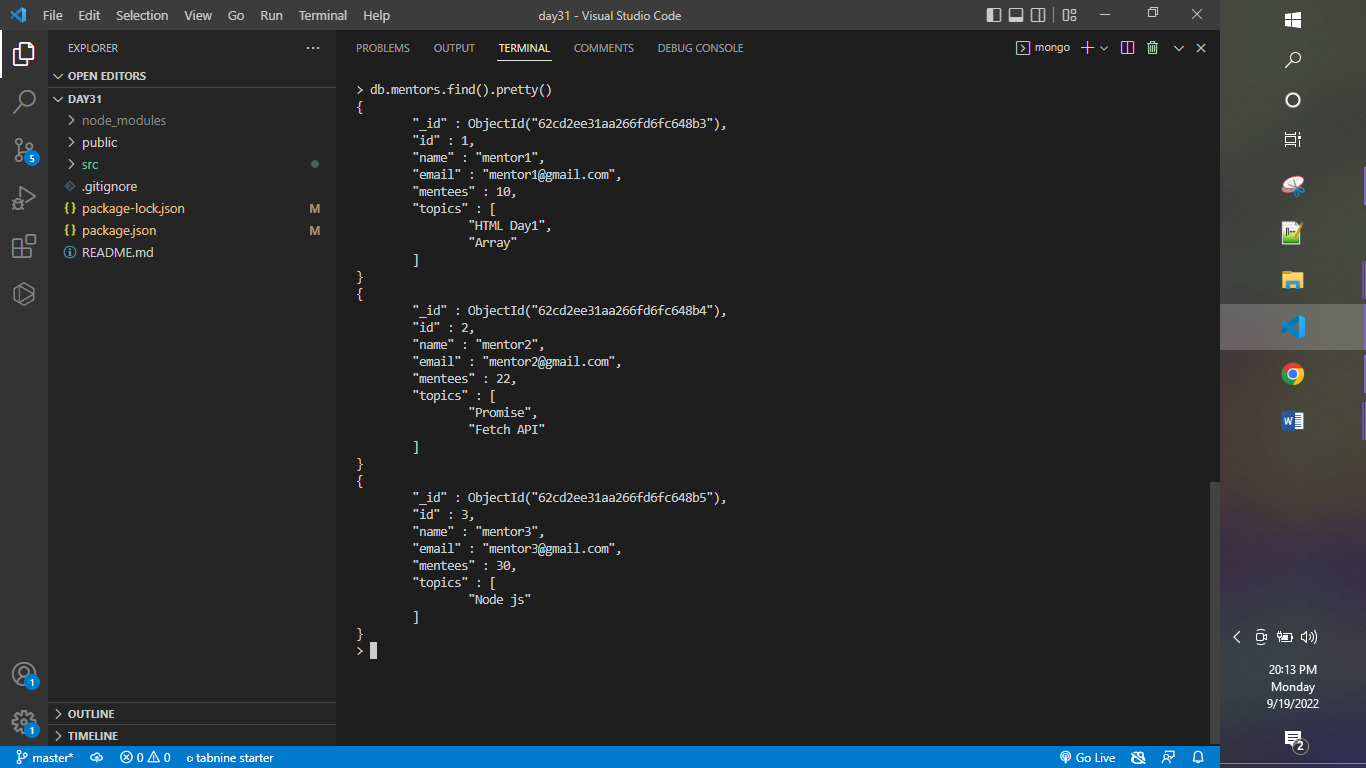 File Edit Selection View Go Run Terminal Help
day31 - Visual Studio Code
EXPLORER
OPEN EDITORS
DAY31
node_modules
public
src
.gitignore
package-lock.json M
package.json M
README.md
OUTLINE
TIMELINE
5
1
1
PROBLEMS OUTPUT TERMINAL COMMENTS DEBUG CONSOLE
mongo
> db.mentors.find().pretty()
{
"_id" : ObjectId("62cd2ee31aa266fd6fc648b3"),
"id" : 1,
"name" : "mentor1",
"email" : "mentor1@gmail.com",
"mentees" : 10,
"topics" : [
"HTML Day1",
"Array"
]
}
{
"_id" : ObjectId("62cd2ee31aa266fd6fc648b4"),
"id" : 2,
"name" : "mentor2",
"email" : "mentor2@gmail.com",
"mentees" : 22,
"topics" : [
"Promise",
"Fetch API"
]
}
{
"_id" : ObjectId("62cd2ee31aa266fd6fc648b5"),
"id" : 3,
"name" : "mentor3",
"email" : "mentor3@gmail.com",
"mentees" : 30,
"topics" : [
"Node js"
]
}
>
master* 0 0 tabnine starter
Go Live
20:13 PM
Monday
9/19/2022
2